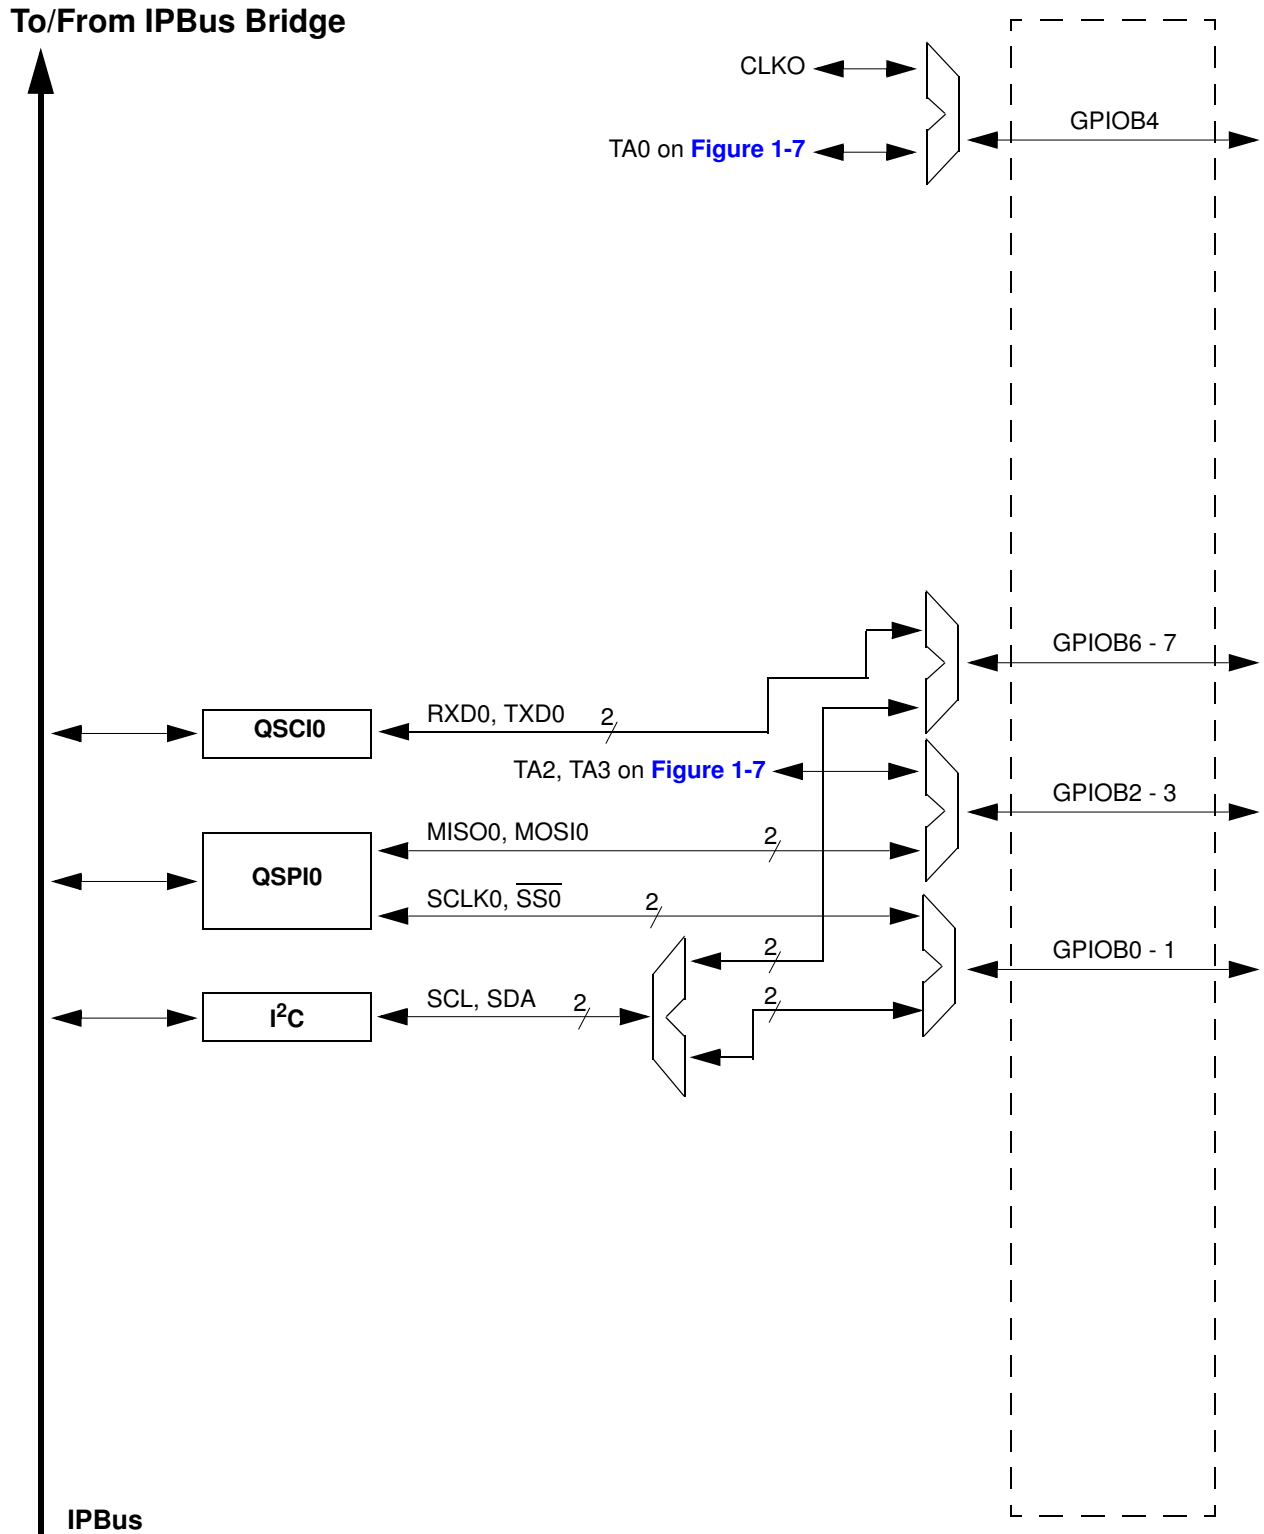 To/From IPBus Bridge
CLKO
GPIOB4
TA0 on Figure 1-7
GPIOB6 - 7
QSCI0
RXD0, TXD0
2
TA2, TA3 on Figure 1-7
GPIOB2 - 3
MISO0, MOSI0
2
QSPI0
SCLK0, S̅S̅0̅
2
2
GPIOB0 - 1
I²C
SCL, SDA
2
2
IPBus